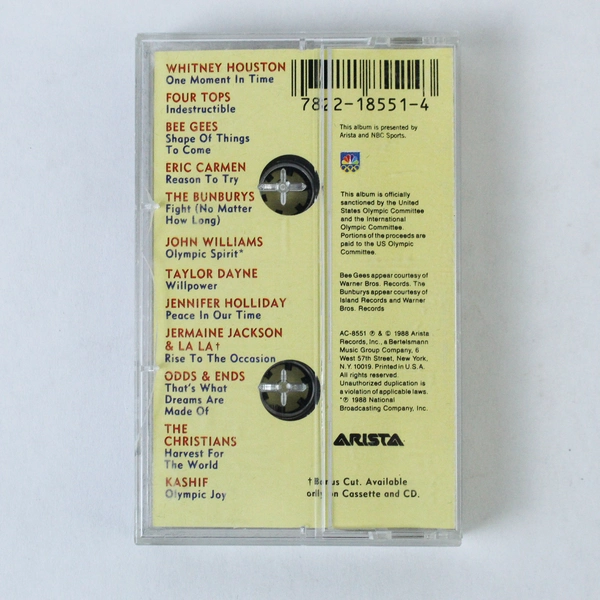 WHITNEY HOUSTON
One Moment In Time
FOUR TOPS
Indestructible
BEE GEES
Shape Of Things
To Come
ERIC CARMEN
Reason To Try
THE BUNBURYS
Fight (No Matter
How Long)
JOHN WILLIAMS
Olympic Spirit*
TAYLOR DAYNE
Willpower
JENNIFER HOLLIDAY
Peace In Our Time
JERMAINE JACKSON
& LA LA†
Rise To The Occasion
ODDS & ENDS
That's What
Dreams Are
Made Of
THE
CHRISTIANS
Harvest For
The World
KASHIF
Olympic Joy
7822-18551-4
This album is presented by
Arista and NBC Sports.
This album is officially
sanctioned by the United
States Olympic Committee
and the International
Olympic Committee.
Portions of the proceeds are
paid to the US Olympic
Committee.
Bee Gees appear courtesy of
Warner Bros. Records. The
Bunburys appear courtesy of
Island Records and Warner
Bros. Records
AC-8551 ℗ & © 1988 Arista
Records, Inc., a Bertelsmann
Music Group Company, 6
West 57th Street, New York,
N.Y. 10019. Printed in U.S.A.
All rights reserved.
Unauthorized duplication is
a violation of applicable laws.
*℗ 1988 National
Broadcasting Company, Inc.
ARISTA
† Bonus Cut. Available
only on Cassette and CD.